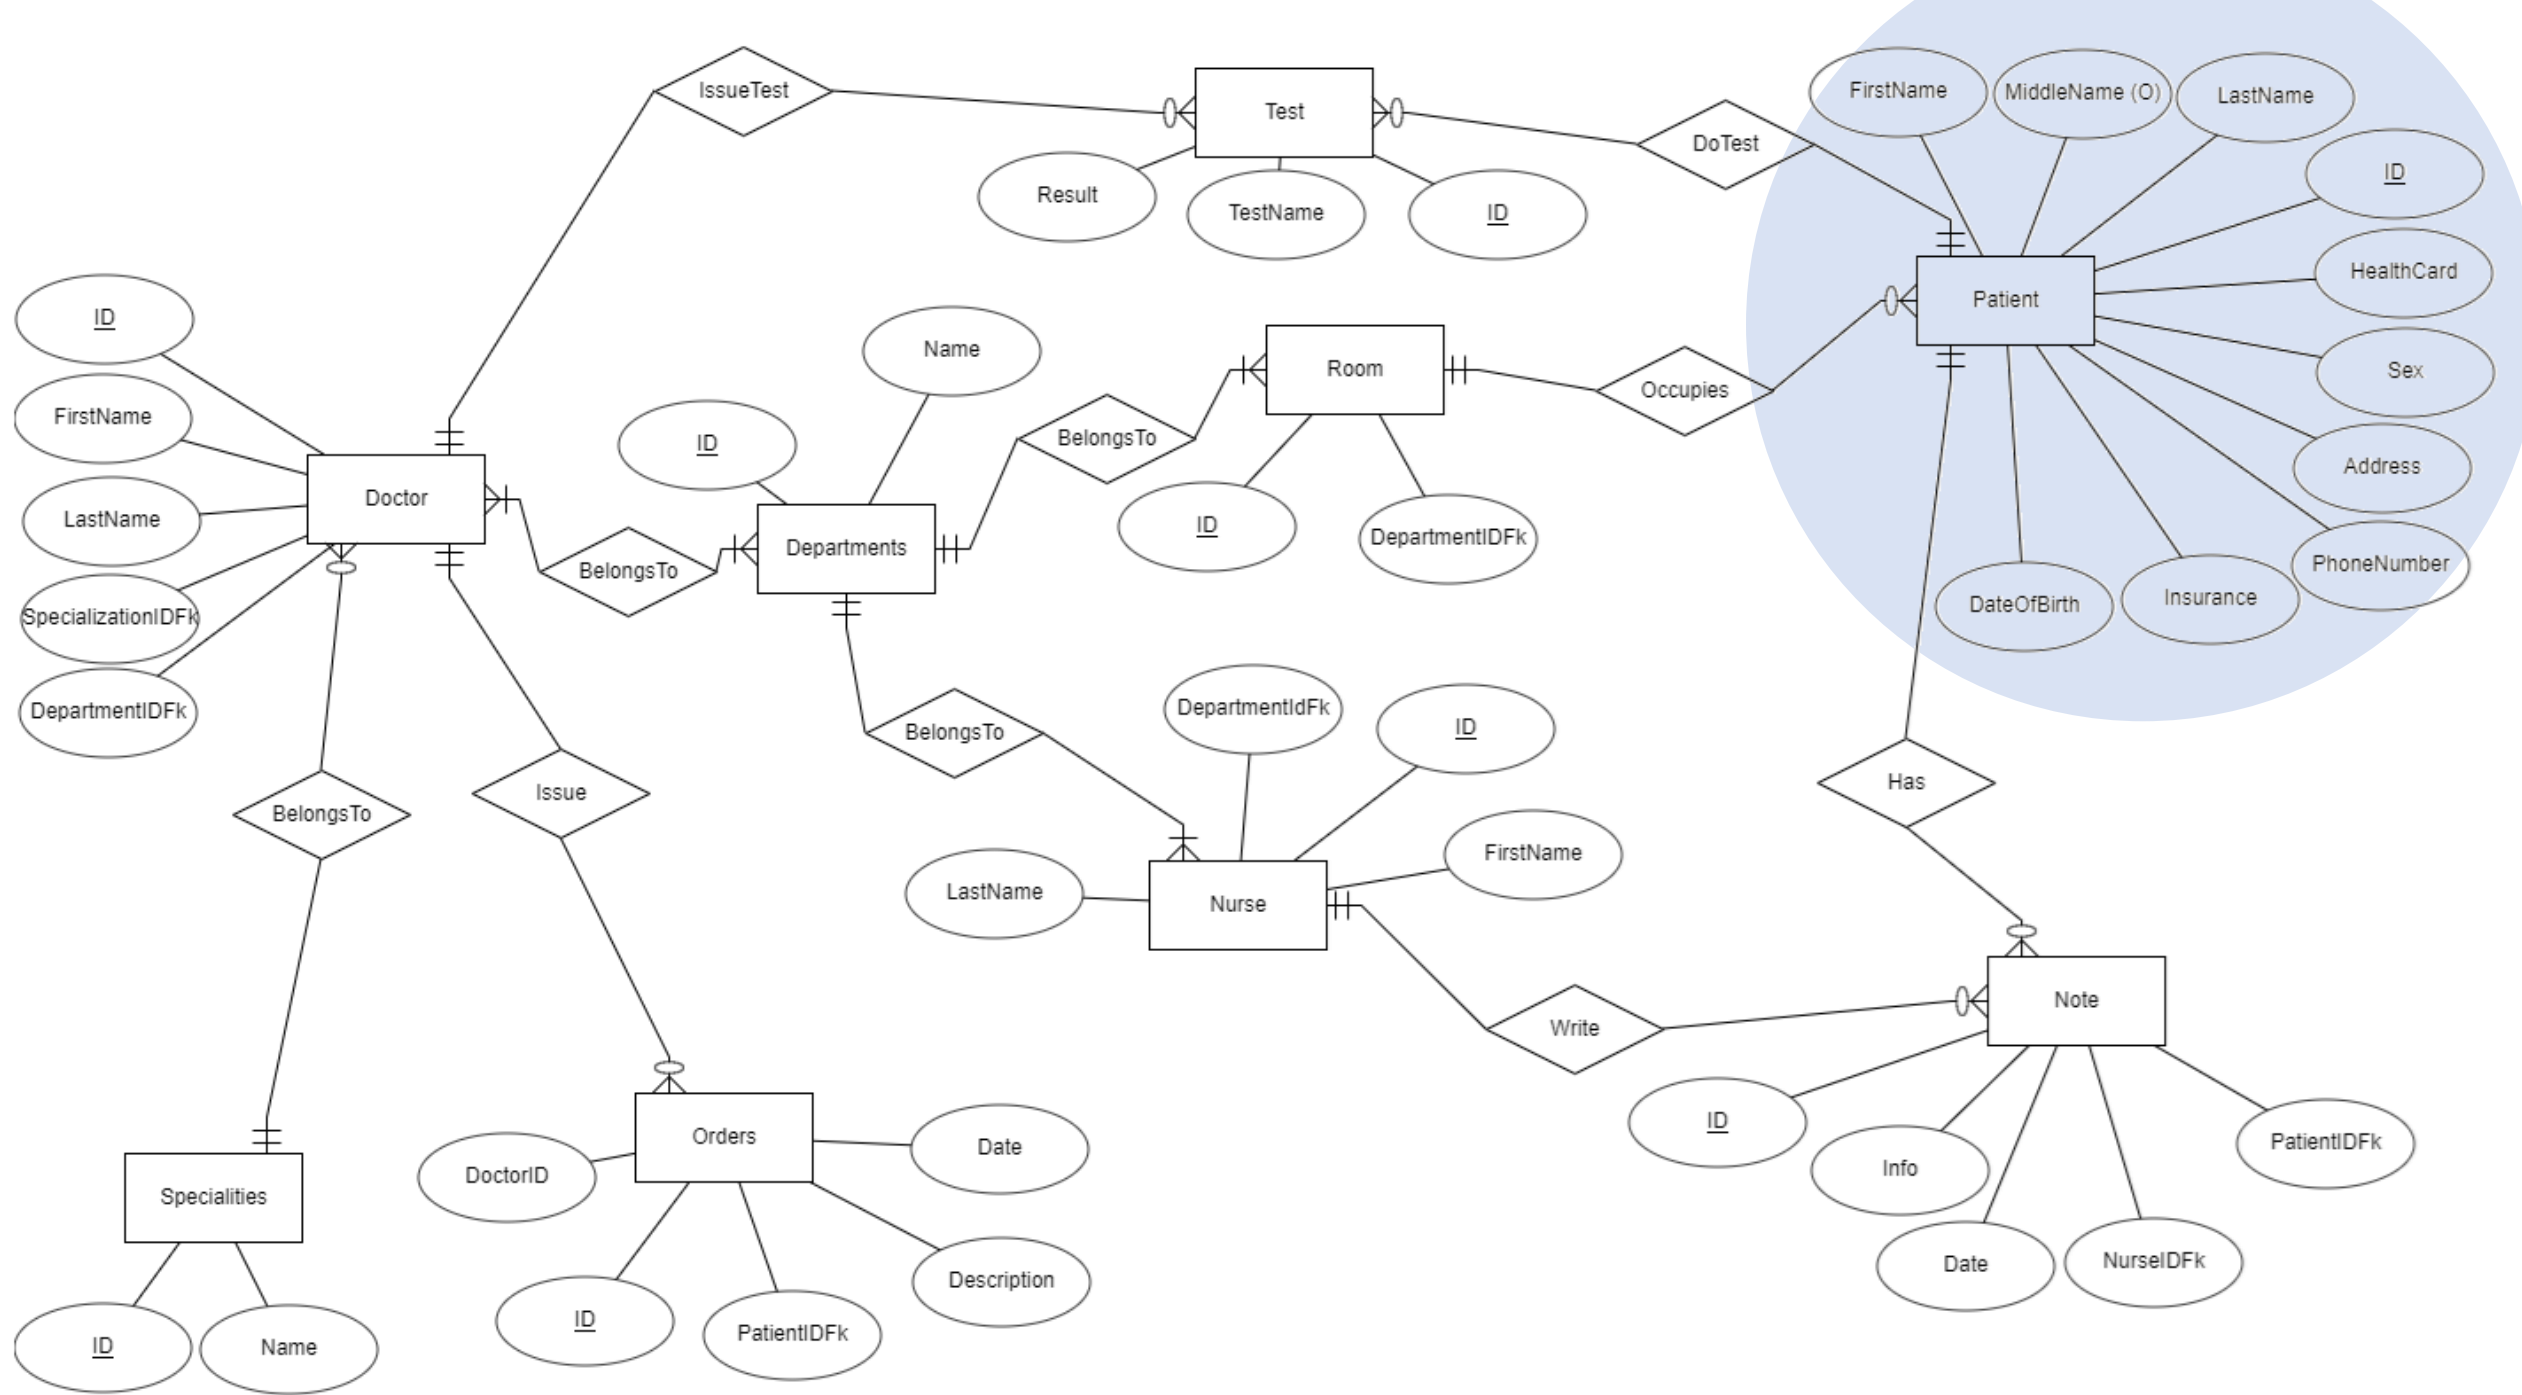 IssueTest
Test
DoTest
FirstName
MiddleName (O)
LastName
ID
HealthCard
Sex
Address
PhoneNumber
Insurance
DateOfBirth
Patient
Result
TestName
ID
ID
FirstName
LastName
SpecializationIDFk
DepartmentIDFk
Doctor
BelongsTo
ID
Name
Departments
BelongsTo
Room
ID
DepartmentIDFk
Occupies
BelongsTo
Issue
BelongsTo
DepartmentIdFk
ID
FirstName
LastName
Nurse
Has
Write
Note
ID
Info
Date
NurseIDFk
PatientIDFk
Specialities
ID
Name
Orders
DoctorID
Date
ID
PatientIDFk
Description